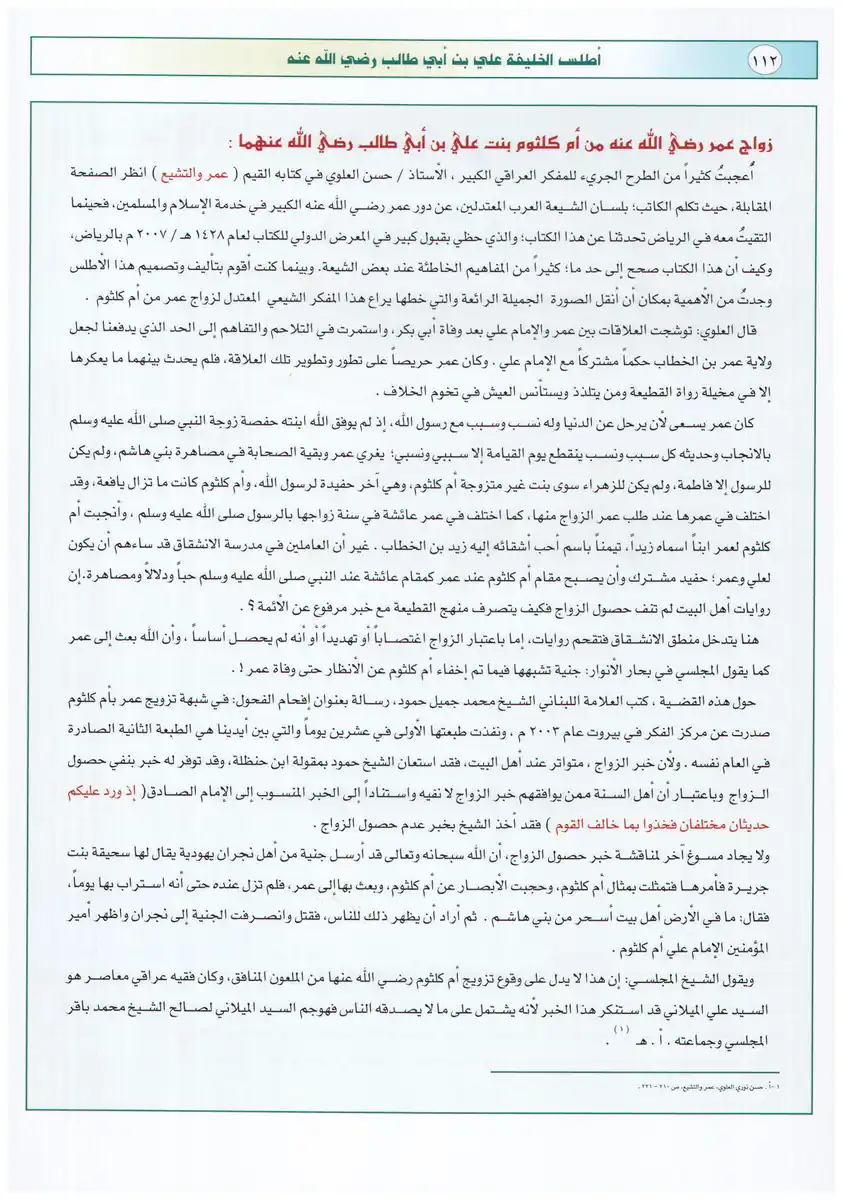 ١١٢
أطلس الخليفة علي بن أبي طالب رضي الله عنه
زواج عمر رضي الله عنه من أم كلثوم بنت علي بن أبي طالب رضي الله عنهما :
أُعجبتُ كثيراً من الطرح الجريء للمفكر العراقي الكبير ، الأستاذ / حسن العلوي في كتابه القيم ( عمر والتشيع ) انظر الصفحة
المقابلة، حيث تكلم الكاتب؛ بلسان الشيعة العرب المعتدلين، عن دور عمر رضي الله عنه الكبير في خدمة الإسلام والمسلمين، فحينما
التقيتُ معه في الرياض تحدثنا عن هذا الكتاب؛ والذي حظي بقبول كبير في المعرض الدولي للكتاب لعام ١٤٢٨ هـ / ٢٠٠٧ م بالرياض،
وكيف أن هذا الكتاب صحح إلى حد ما؛ كثيراً من المفاهيم الخاطئة عند بعض الشيعة. وبينما كنت أقوم بتأليف وتصميم هذا الأطلس
وجدتُ من الأهمية بمكان أن أنقل الصورة الجميلة الرائعة والتي خطها يراع هذا المفكر الشيعي المعتدل لزواج عمر من أم كلثوم .
قال العلوي: توشجت العلاقات بين عمر والإمام علي بعد وفاة أبي بكر، واستمرت في التلاحم والتفاهم إلى الحد الذي يدفعنا لجعل
ولاية عمر بن الخطاب حكماً مشتركاً مع الإمام علي . وكان عمر حريصاً على تطور وتطوير تلك العلاقة، فلم يحدث بينهما ما يعكرها
إلا في مخيلة رواة القطيعة ومن يتلذذ ويستأنس العيش في تخوم الخلاف .
كان عمر يسعى لأن يرحل عن الدنيا وله نسب وسبب مع رسول الله، إذ لم يوفق الله ابنته حفصة زوجة النبي صلى الله عليه وسلم
بالانجاب وحديثه كل سبب ونسب ينقطع يوم القيامة إلا سببي ونسبي؛ يغري عمر وبقية الصحابة في مصاهرة بني هاشم، ولم يكن
للرسول إلا فاطمة، ولم يكن للزهراء سوى بنت غير متزوجة أم كلثوم، وهي آخر حفيدة لرسول الله، وأم كلثوم كانت ما تزال يافعة، وقد
اختلف في عمرها عند طلب عمر الزواج منها، كما اختلف في عمر عائشة في سنة زواجها بالرسول صلى الله عليه وسلم ، وأنجبت أم
كلثوم لعمر ابناً اسماه زيداً، تيمناً باسم أحب أشقائه إليه زيد بن الخطاب . غير أن العاملين في مدرسة الانشقاق قد ساءهم أن يكون
لعلي وعمر؛ حفيد مشترك وأن يصبح مقام أم كلثوم عند عمر كمقام عائشة عند النبي صلى الله عليه وسلم حباً ودلالاً ومصاهرة.إن
روايات أهل البيت لم تنف حصول الزواج فكيف يتصرف منهج القطيعة مع خبر مرفوع عن الأئمة ؟ .
هنا يتدخل منطق الانشقاق فتقحم روايات، إما باعتبار الزواج اغتصاباً أو تهديداً أو أنه لم يحصل أساساً ، وأن الله بعث إلى عمر
كما يقول المجلسي في بحار الأنوار: جنية تشبهها فيما تم إخفاء أم كلثوم عن الأنظار حتى وفاة عمر ! .
حول هذه القضية ، كتب العلامة اللبناني الشيخ محمد جميل حمود، رسالة بعنوان إفحام الفحول: في شبهة تزويج عمر بأم كلثوم
صدرت عن مركز الفكر في بيروت عام ٢٠٠٣ م ، ونفذت طبعتها الأولى في عشرين يوماً والتي بين أيدينا هي الطبعة الثانية الصادرة
في العام نفسه . ولأن خبر الزواج ، متواتر عند أهل البيت، فقد استعان الشيخ حمود بمقولة ابن حنظلة، وقد توفر له خبر بنفي حصول
الزواج وباعتبار أن أهل السنة ممن يوافقهم خبر الزواج لا نفيه واستناداً إلى الخبر المنسوب إلى الإمام الصادق( إذ ورد عليكم
حديثان مختلفان فخذوا بما خالف القوم ) فقد أخذ الشيخ بخبر عدم حصول الزواج .
ولا يجاد مسوغ آخر لمناقشة خبر حصول الزواج، أن الله سبحانه وتعالى قد أرسل جنية من أهل نجران يهودية يقال لها سحيقة بنت
جريرة فأمرها فتمثلت بمثال أم كلثوم، وحجبت الأبصار عن أم كلثوم، وبعث بها إلى عمر، فلم تزل عنده حتى أنه استراب بها يوماً،
فقال: ما في الأرض أهل بيت أسحر من بني هاشم . ثم أراد أن يظهر ذلك للناس، فقتل وانصرفت الجنية إلى نجران واظهر أمير
المؤمنين الإمام علي أم كلثوم .
ويقول الشيخ المجلسي: إن هذا لا يدل على وقوع تزويج أم كلثوم رضي الله عنها من الملعون المنافق، وكان فقيه عراقي معاصر هو
السيد علي الميلاني قد استنكر هذا الخبر لأنه يشتمل على ما لا يصدقه الناس فهوجم السيد الميلاني لصالح الشيخ محمد باقر
المجلسي وجماعته . أ . هـ (١) .
١ -أ . حسن نوري العلوي، عمر والتشيع، ص ٢١٠ - ٢٢١ .